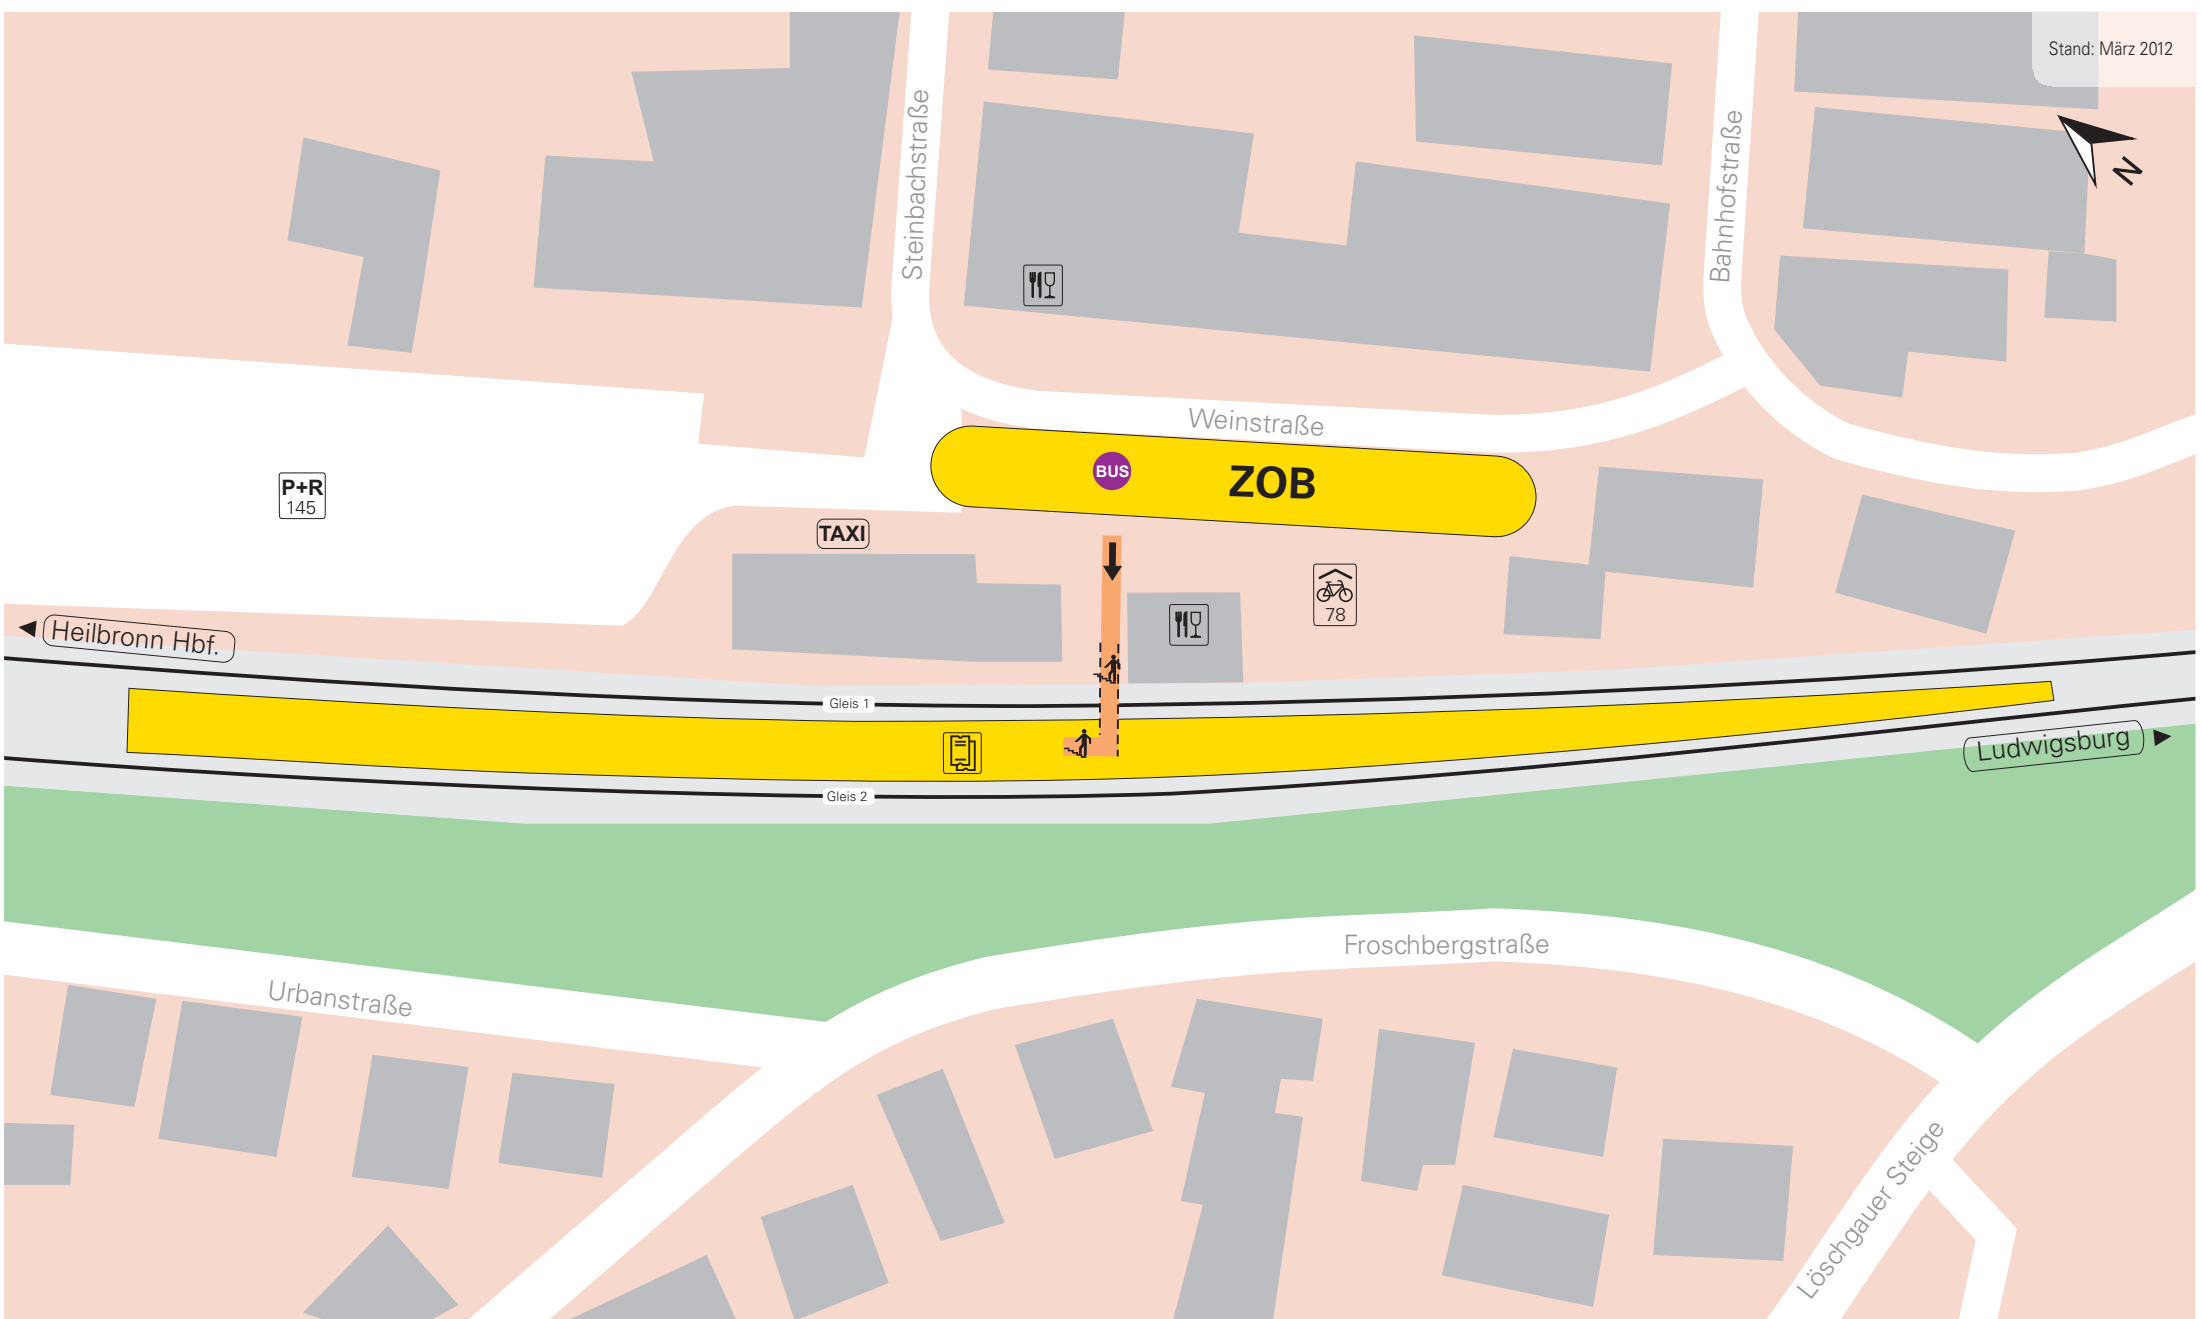 Stand: März 2012
N
Steinbachstraße
Bahnhofstraße
Weinstraße
BUS
ZOB
P+R
145
TAXI
78
Heilbronn Hbf.
Gleis 1
Gleis 2
Ludwigsburg
Froschbergstraße
Urbanstraße
Löschgauer Steige